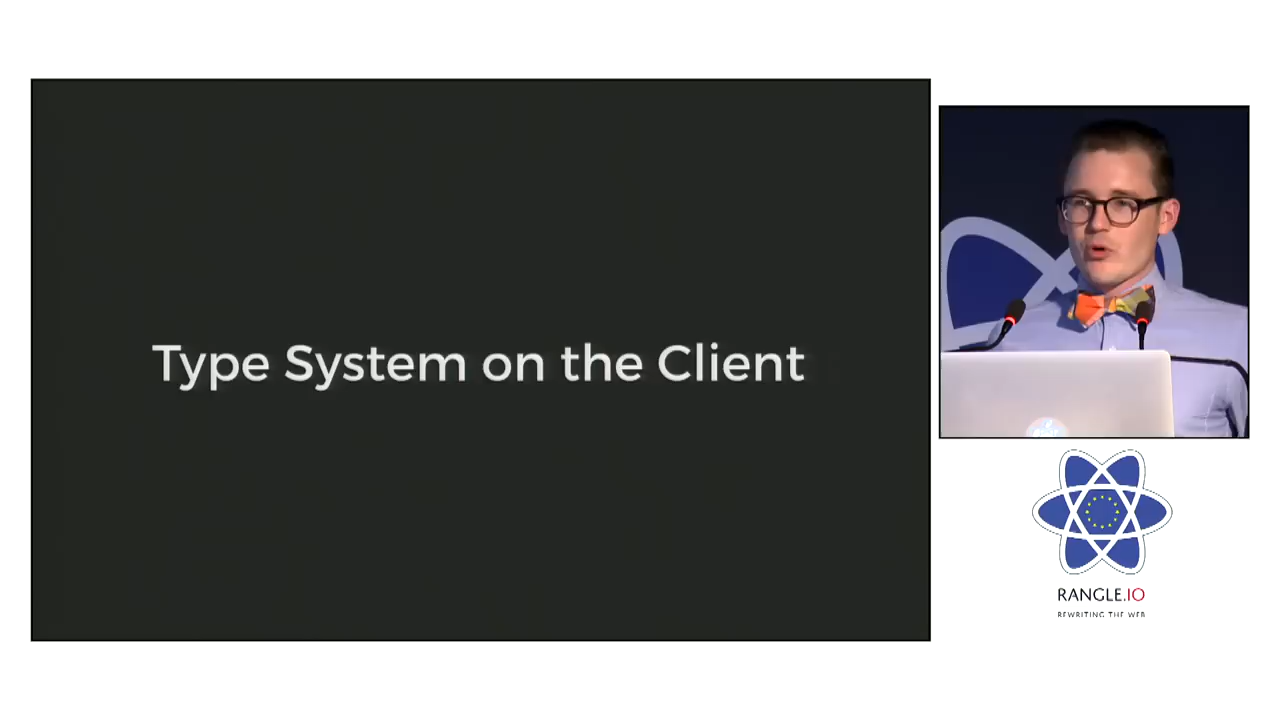 Type System on the Client
RANGLE.IO
REWRITING THE WEB